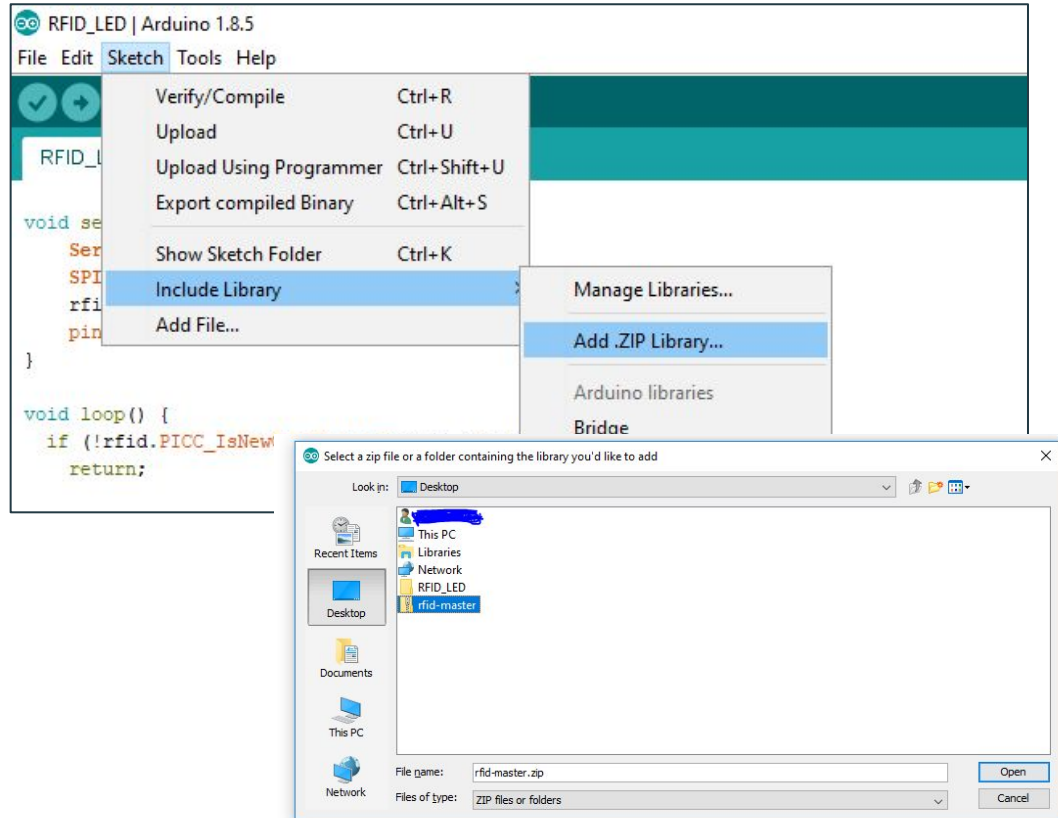 RFID_LED | Arduino 1.8.5
File Edit Sketch Tools Help
RFID_L
Verify/Compile Ctrl+R
Upload Ctrl+U
Upload Using Programmer Ctrl+Shift+U
Export compiled Binary Ctrl+Alt+S
Show Sketch Folder Ctrl+K
Include Library
Add File...
Manage Libraries...
Add .ZIP Library...
Arduino libraries
Bridge
void se
Ser
SPI
rfi
pin
}
void loop() {
if (!rfid.PICC_IsNew
return;
Select a zip file or a folder containing the library you'd like to add
Look in: Desktop
Recent Items
Desktop
Documents
This PC
Network
This PC
Libraries
Network
RFID_LED
rfid-master
File name: rfid-master.zip
Open
Files of type: ZIP files or folders
Cancel